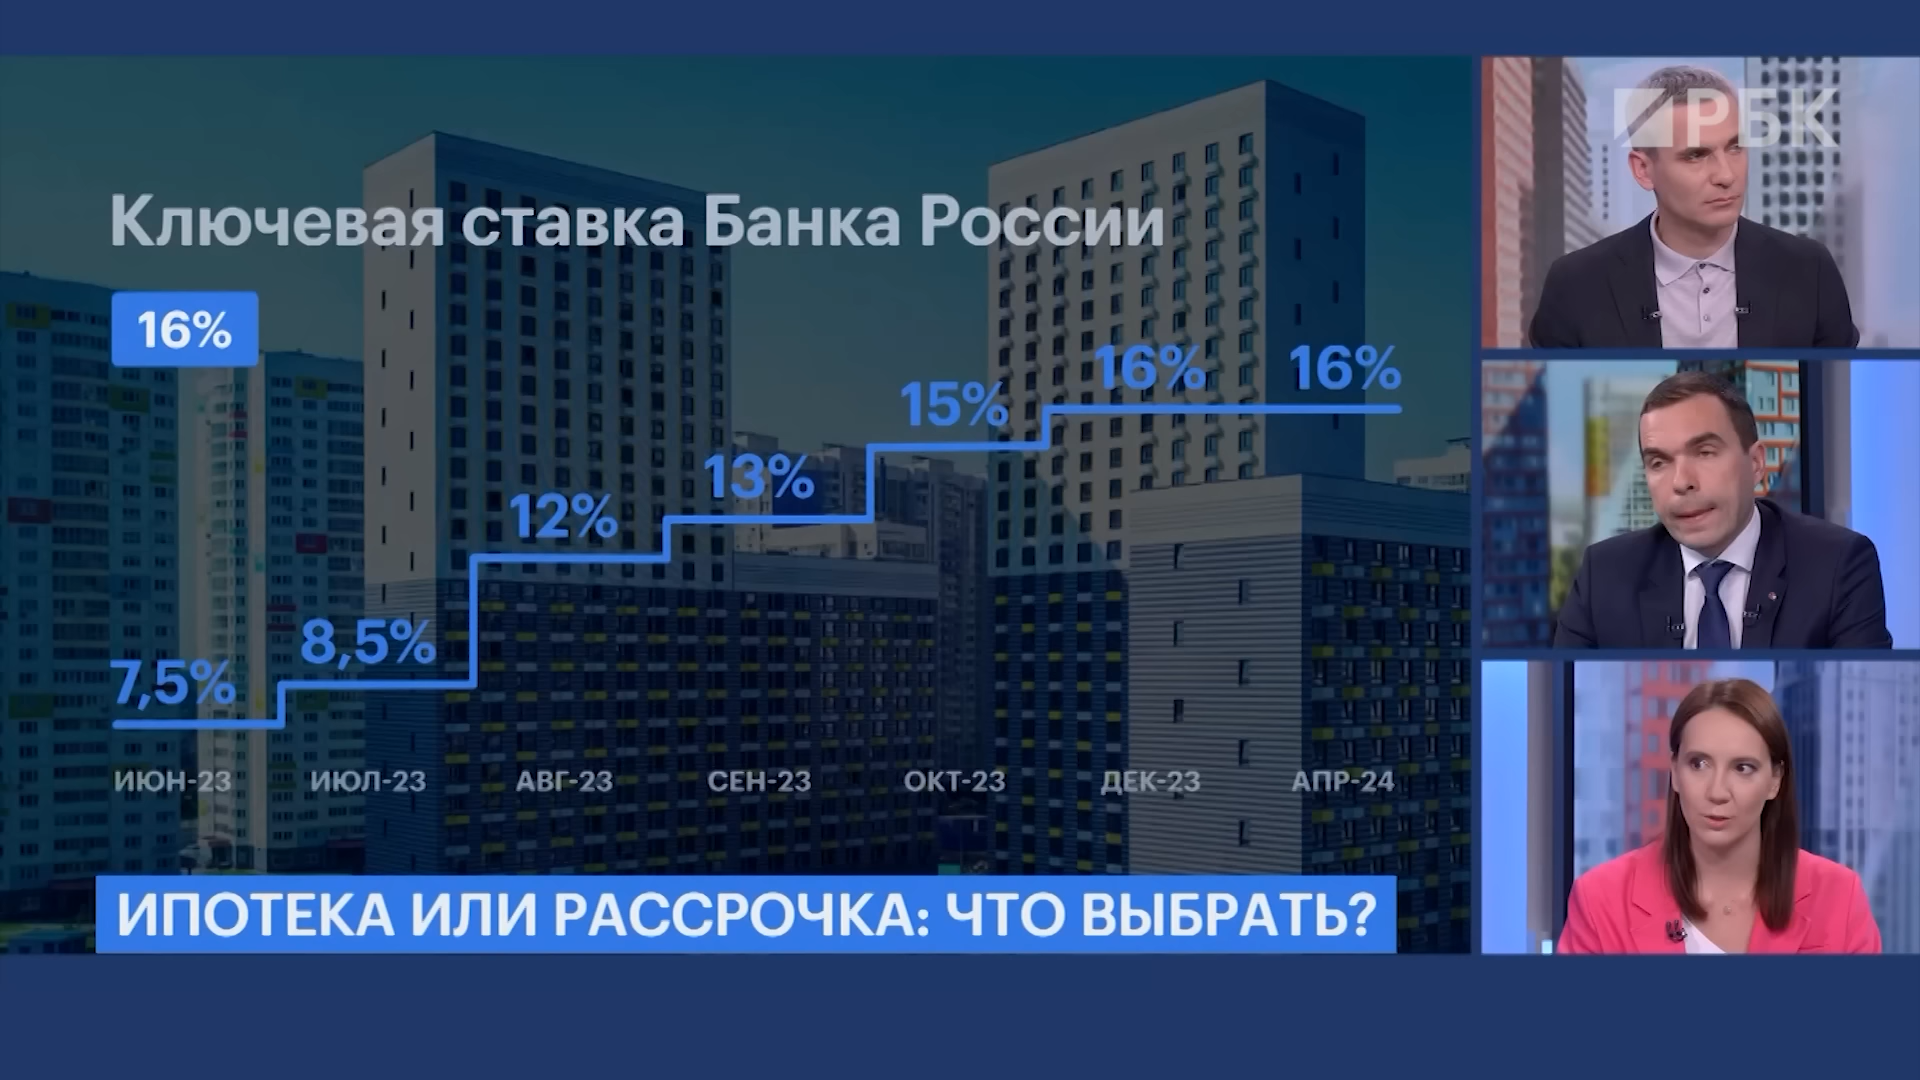 РБК
Ключевая ставка Банка России
16%
7,5%
8,5%
12%
13%
15%
16%
16%
ИЮН-23
ИЮЛ-23
АВГ-23
СЕН-23
ОКТ-23
ДЕК-23
АПР-24
ИПОТЕКА ИЛИ РАССРОЧКА: ЧТО ВЫБРАТЬ?